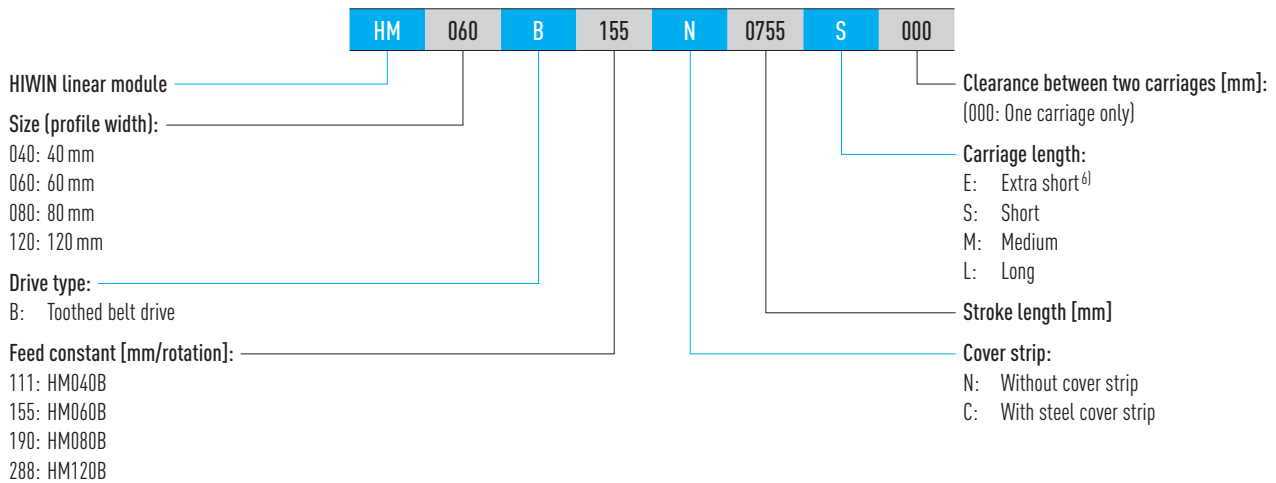 HM 060 B 155 N 0755 S 000
HIWIN linear module
Size (profile width):
040: 40 mm
060: 60 mm
080: 80 mm
120: 120 mm
Drive type:
B: Toothed belt drive
Feed constant [mm/rotation]:
111: HM040B
155: HM060B
190: HM080B
288: HM120B
Clearance between two carriages [mm]:
(000: One carriage only)
Carriage length:
E: Extra short 6)
S: Short
M: Medium
L: Long
Stroke length [mm]
Cover strip:
N: Without cover strip
C: With steel cover strip